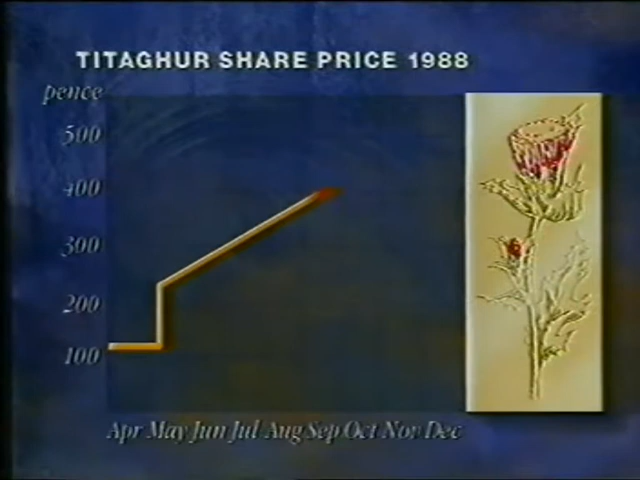 TITAGHUR SHARE PRICE 1988
pence
500
400
300
200
100
Apr May Jun Jul Aug Sep Oct Nov Dec